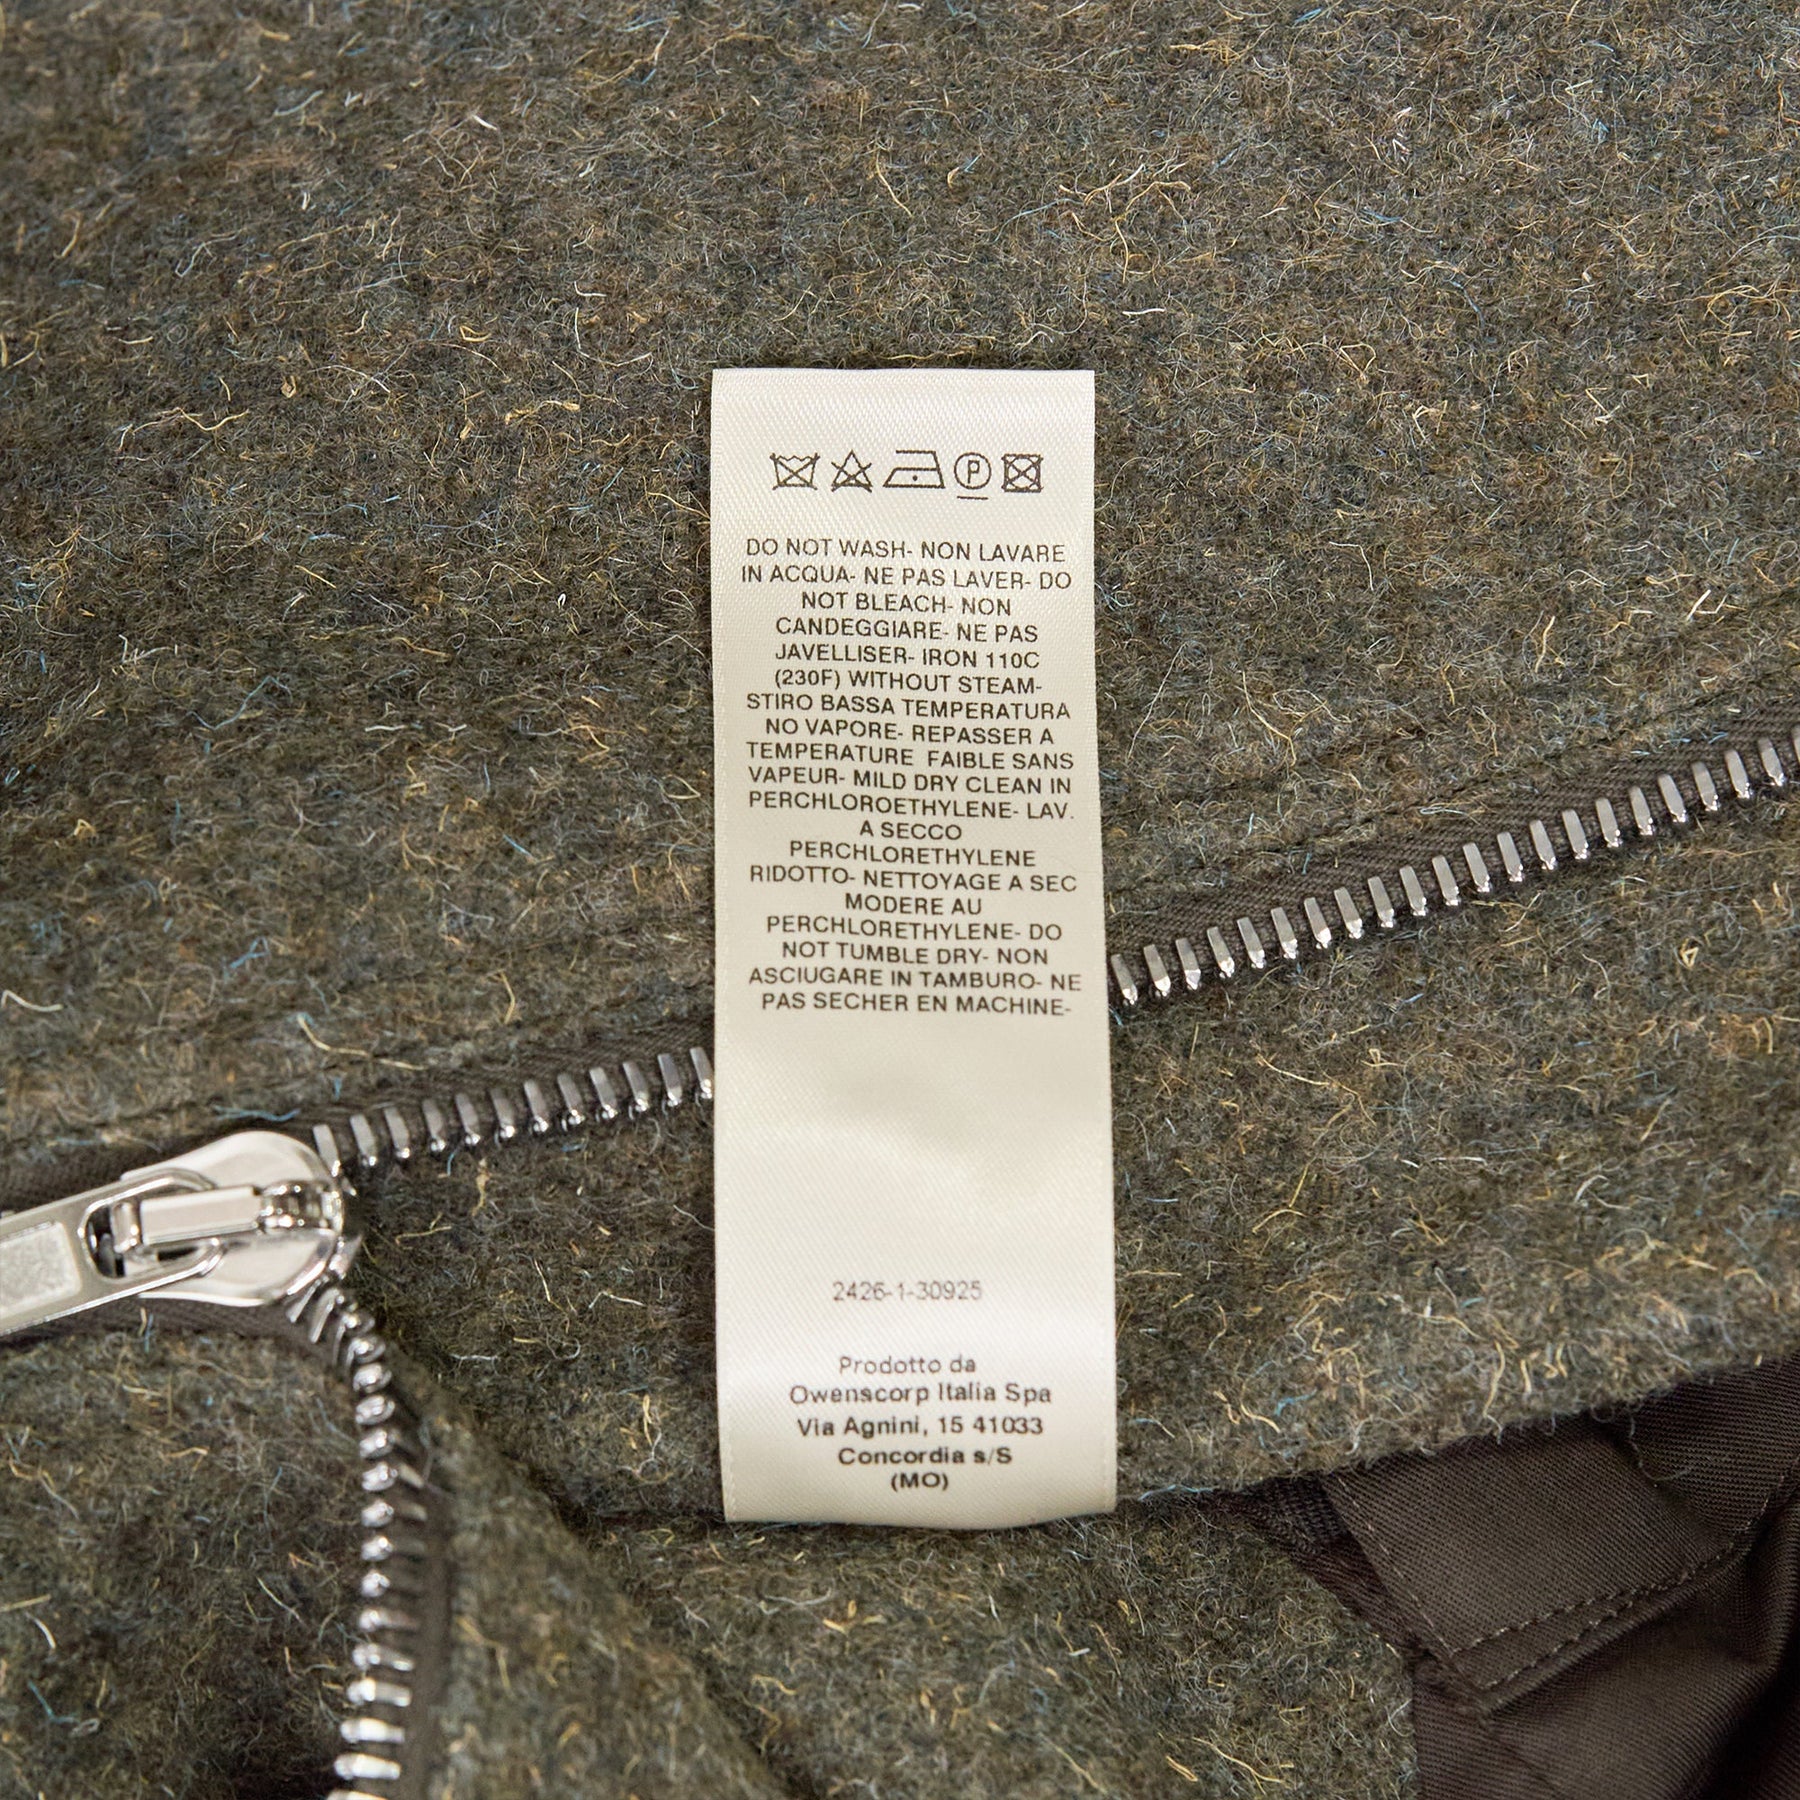 P
DO NOT WASH- NON LAVARE
IN ACQUA- NE PAS LAVER- DO
NOT BLEACH- NON
CANDEGGIARE- NE PAS
JAVELLISER- IRON 110C
(230F) WITHOUT STEAM-
STIRO BASSA TEMPERATURA
NO VAPORE- REPASSER A
TEMPERATURE FAIBLE SANS
VAPEUR- MILD DRY CLEAN IN
PERCHLOROETHYLENE- LAV.
A SECCO
PERCHLORETHYLENE
RIDOTTO- NETTOYAGE A SEC
MODERE AU
PERCHLORETHYLENE- DO
NOT TUMBLE DRY- NON
ASCIUGARE IN TAMBURO- NE
PAS SECHER EN MACHINE-
2426-1-30925
Prodotto da
Owenscorp Italia Spa
Via Agnini, 15 41033
Concordia s/S
(MO)